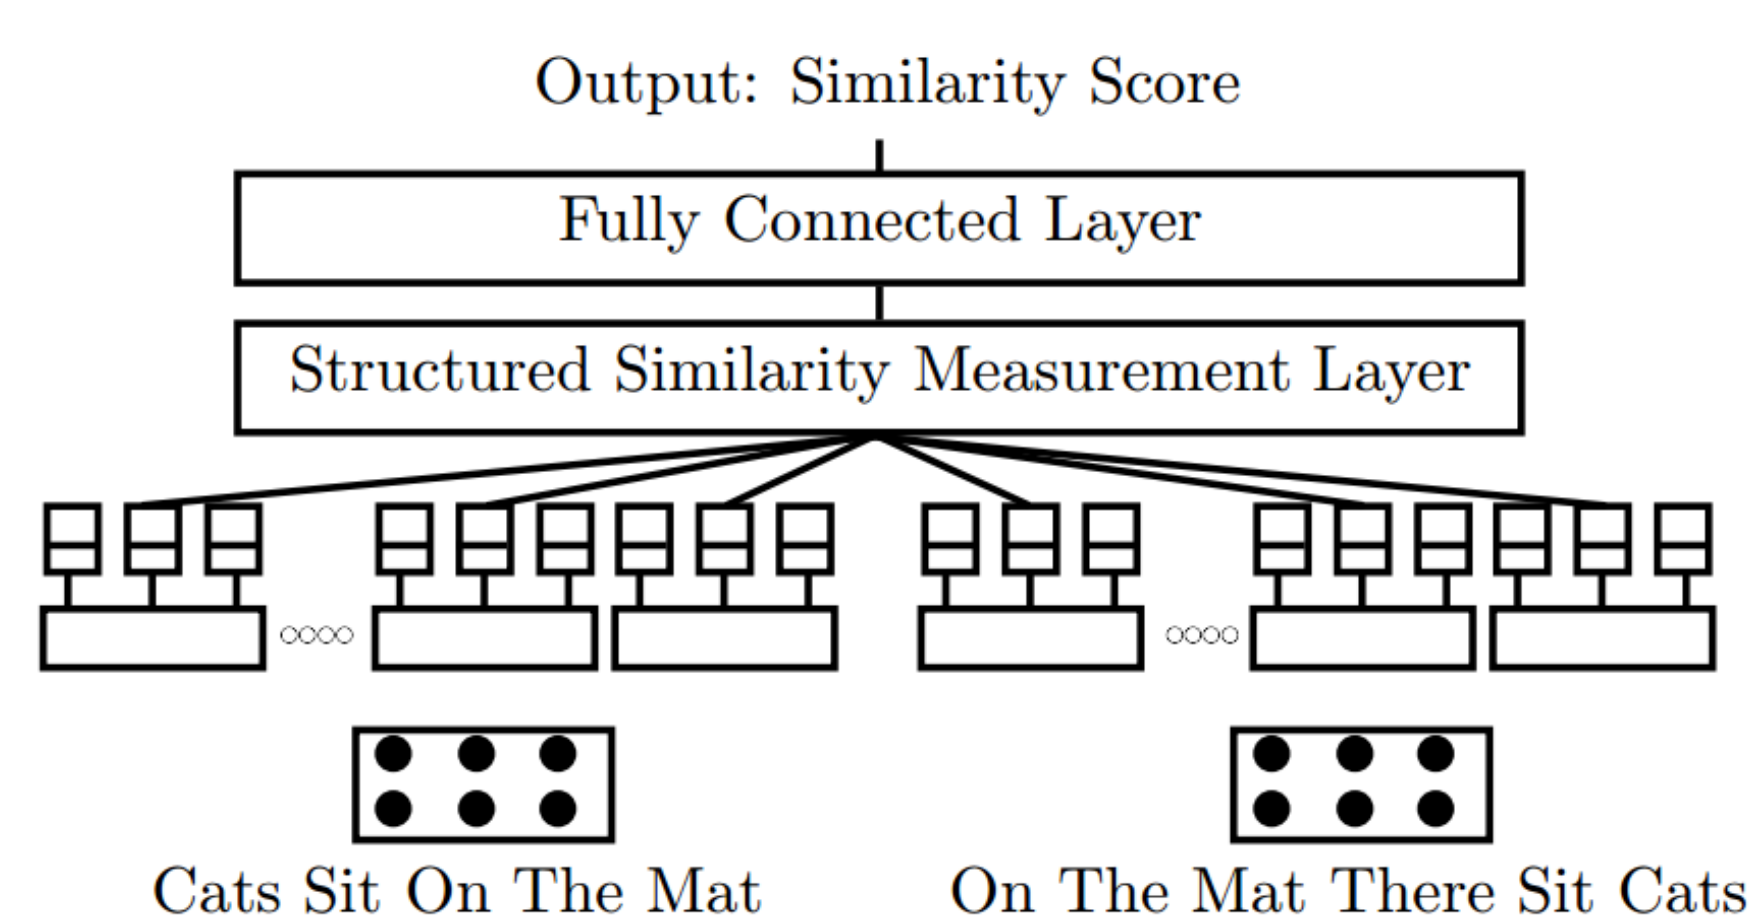 Output: Similarity Score
Fully Connected Layer
Structured Similarity Measurement Layer
Cats Sit On The Mat
On The Mat There Sit Cats